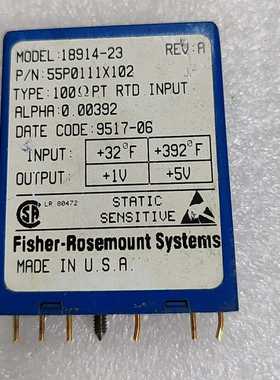 MODEL:18914-23 REV:A
P/N:55P0111X102
TYPE:100Ω PT RTD INPUT
ALPHA:0.00392
DATE CODE:9517-06
INPUT: +32°F +392°F
OUTPUT: +1V +5V
SA LR 80472 STATIC SENSITIVE
Fisher-Rosemount Systems
MADE IN U.S.A.